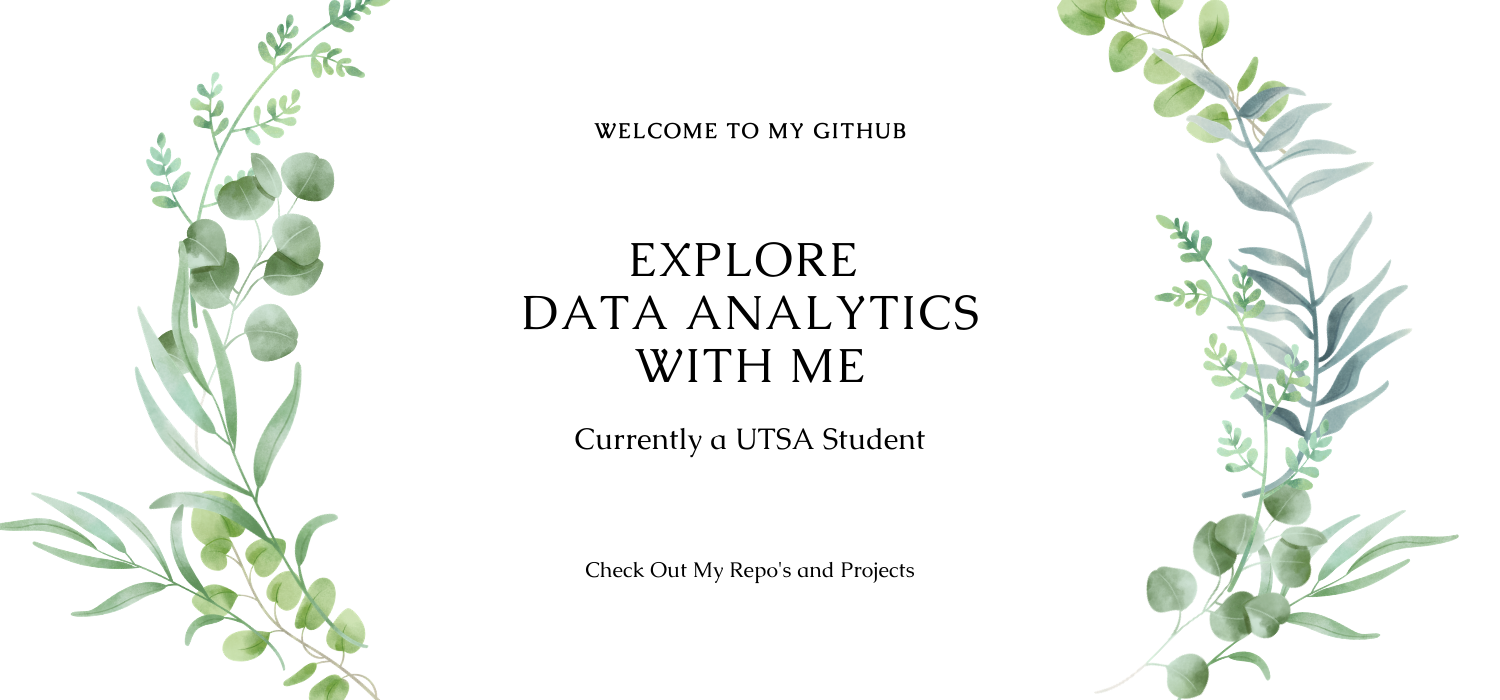 WELCOME TO MY GITHUB
EXPLORE
DATA ANALYTICS
WITH ME
Currently a UTSA Student
Check Out My Repo's and Projects